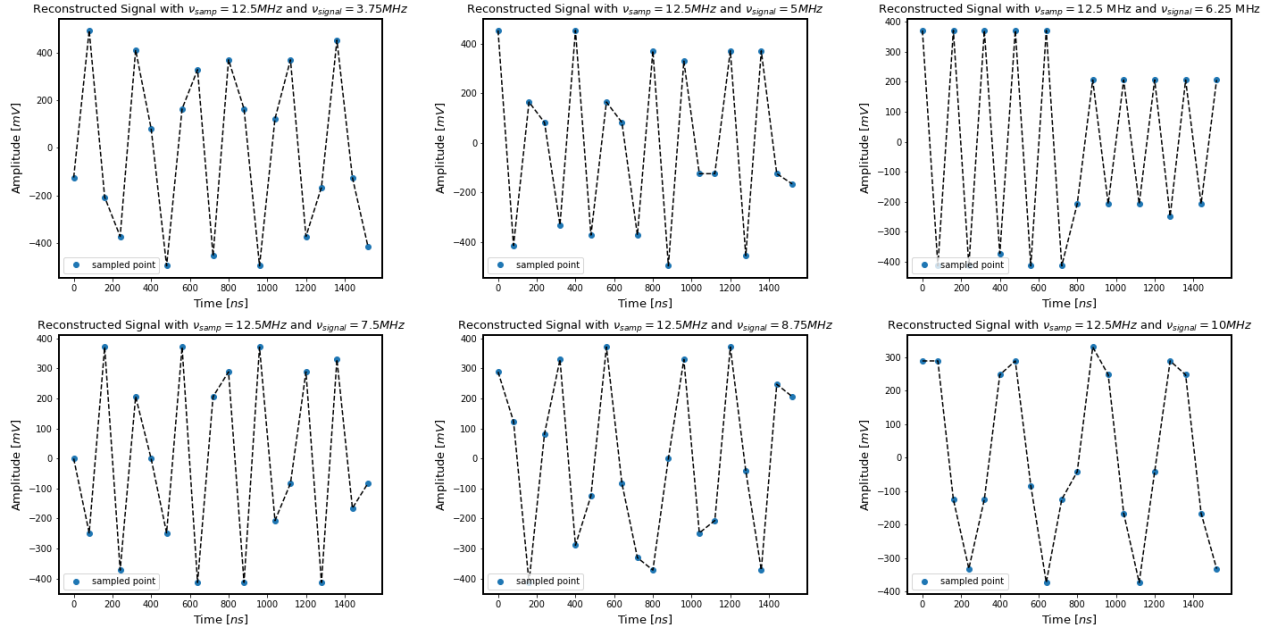 Reconstructed Signal with ν_samp = 12.5MHz and ν_signal = 3.75MHz
400
200
0
−200
−400
Amplitude [mV]
sampled point
0 200 400 600 800 1000 1200 1400
Time [ns]
Reconstructed Signal with ν_samp = 12.5MHz and ν_signal = 5MHz
400
200
0
−200
−400
Amplitude [mV]
sampled point
0 200 400 600 800 1000 1200 1400
Time [ns]
Reconstructed Signal with ν_samp = 12.5 MHz and ν_signal = 6.25 MHz
400
300
200
100
0
−100
−200
−300
−400
Amplitude [mV]
sampled point
0 200 400 600 800 1000 1200 1400
Time [ns]
Reconstructed Signal with ν_samp = 12.5MHz and ν_signal = 7.5MHz
400
300
200
100
0
−100
−200
−300
−400
Amplitude [mV]
sampled point
0 200 400 600 800 1000 1200 1400
Time [ns]
Reconstructed Signal with ν_samp = 12.5MHz and ν_signal = 8.75MHz
400
300
200
100
0
−100
−200
−300
−400
Amplitude [mV]
sampled point
0 200 400 600 800 1000 1200 1400
Time [ns]
Reconstructed Signal with ν_samp = 12.5MHz and ν_signal = 10MHz
300
200
100
0
−100
−200
−300
−400
Amplitude [mV]
sampled point
0 200 400 600 800 1000 1200 1400
Time [ns]